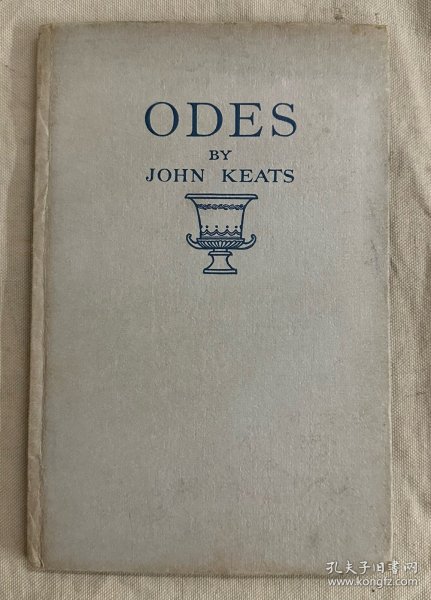 ODES
BY
JOHN KEATS
孔夫子旧书网
www.kongfz.com